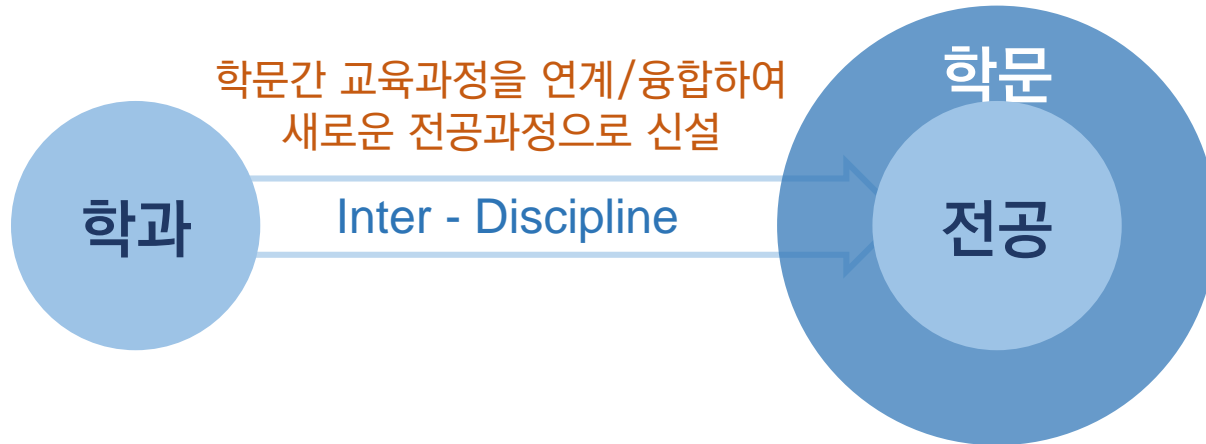 학문간 교육과정을 연계/융합하여
새로운 전공과정으로 신설
학과
Inter - Discipline
학문
전공